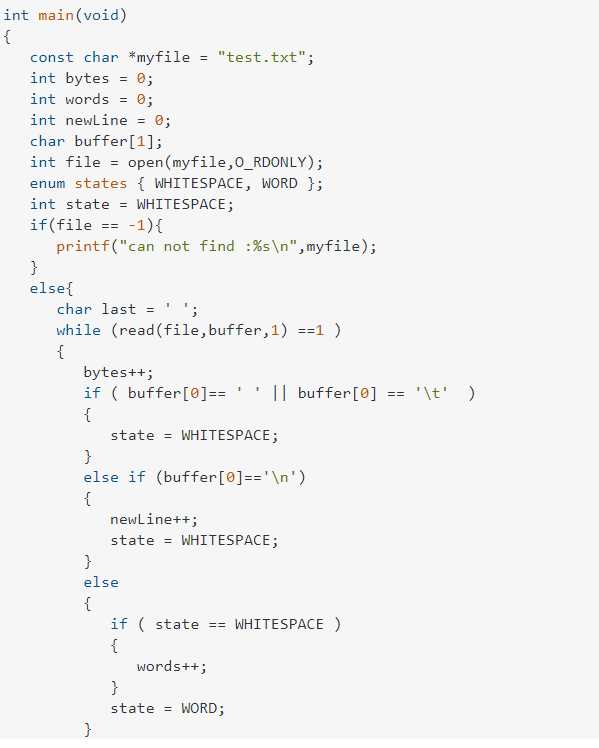 int main(void)
{
   const char *myfile = "test.txt";
   int bytes = 0;
   int words = 0;
   int newLine = 0;
   char buffer[1];
   int file = open(myfile,O_RDONLY);
   enum states { WHITESPACE, WORD };
   int state = WHITESPACE;
   if(file == -1){
      printf("can not find :%s\n",myfile);
   }
   else{
      char last = ' ';
      while (read(file,buffer,1) ==1 )
      {
         bytes++;
         if ( buffer[0]== ' ' || buffer[0] == '\t'  )
         {
            state = WHITESPACE;
         }
         else if (buffer[0]=='\n')
         {
            newLine++;
            state = WHITESPACE;
         }
         else
         {
            if ( state == WHITESPACE )
            {
               words++;
            }
            state = WORD;
         }